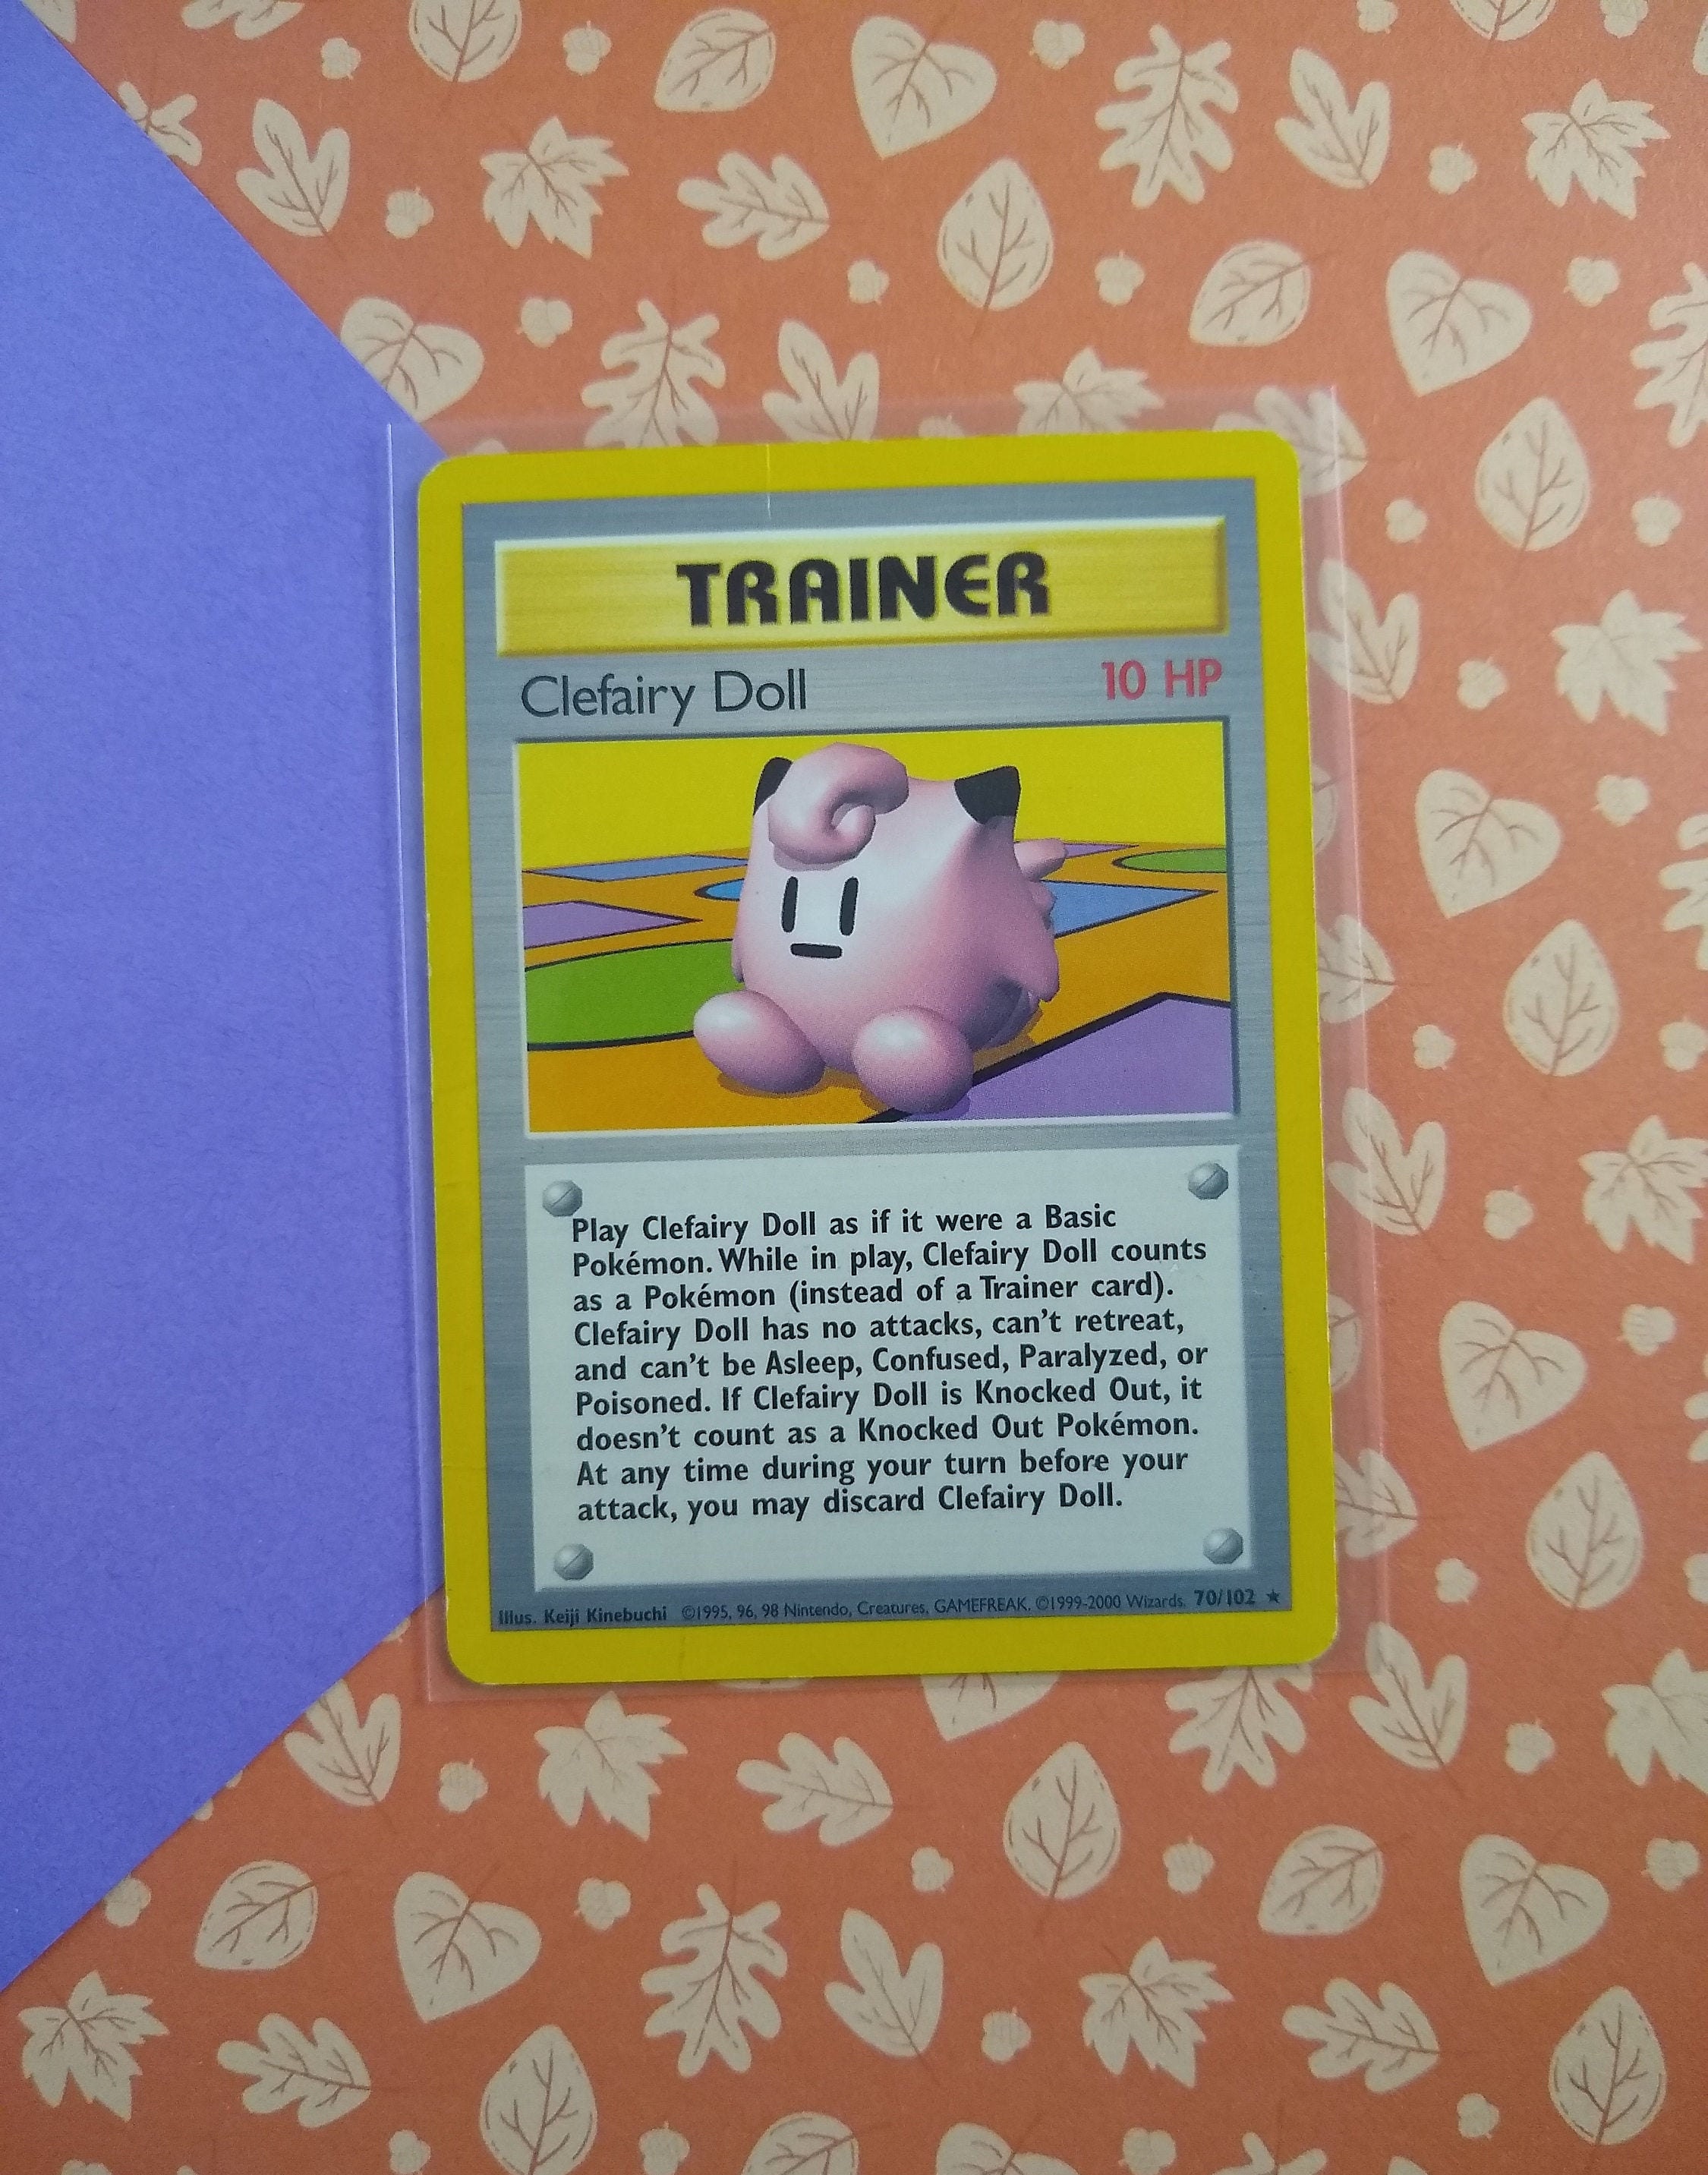 TRAINER
Clefairy Doll 10 HP
Play Clefairy Doll as if it were a Basic
Pokémon. While in play, Clefairy Doll counts
as a Pokémon (instead of a Trainer card).
Clefairy Doll has no attacks, can't retreat,
and can't be Asleep, Confused, Paralyzed, or
Poisoned. If Clefairy Doll is Knocked Out, it
doesn't count as a Knocked Out Pokémon.
At any time during your turn before your
attack, you may discard Clefairy Doll.
Illus. Keiji Kinebuchi ©1995, 96, 98 Nintendo, Creatures, GAMEFREAK. ©1999-2000 Wizards. 70/102 ★